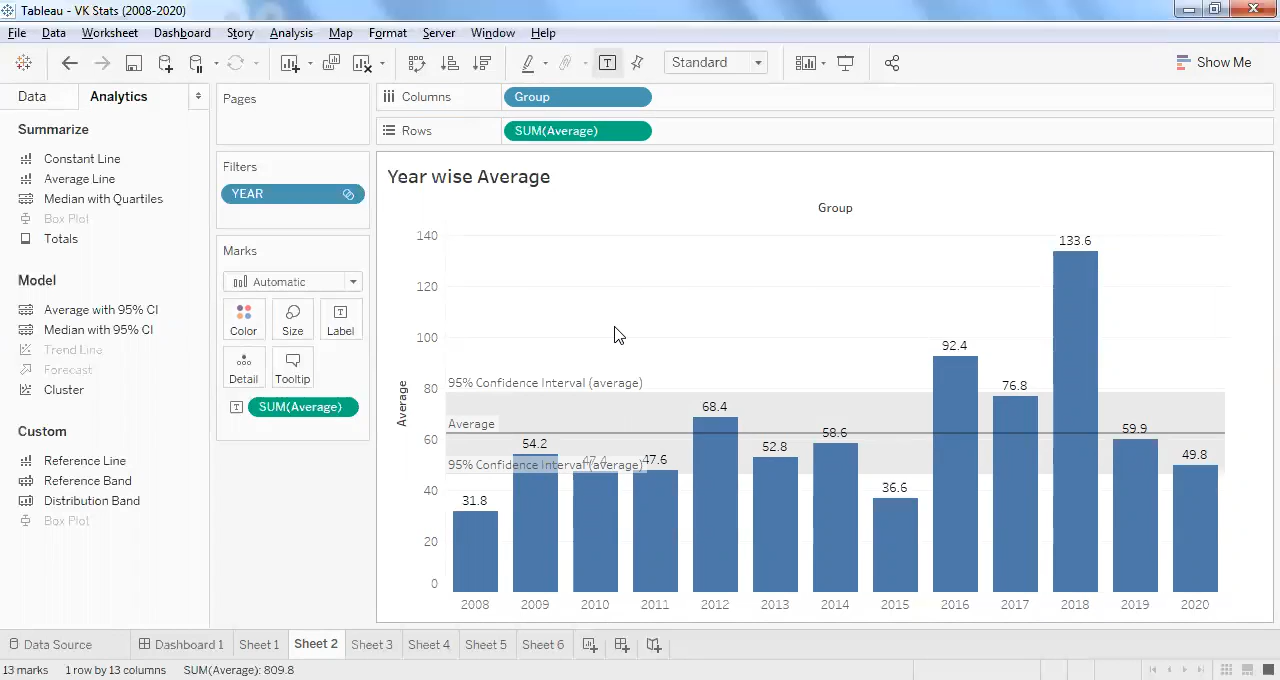 Tableau - VK Stats (2008-2020)
File Data Worksheet Dashboard Story Analysis Map Format Server Window Help
Standard
Show Me
Data Analytics
Summarize
Constant Line
Average Line
Median with Quartiles
Box Plot
Totals
Model
Average with 95% CI
Median with 95% CI
Trend Line
Forecast
Cluster
Custom
Reference Line
Reference Band
Distribution Band
Box Plot
Pages
Filters
YEAR
Marks
Automatic
Color Size Label
Detail Tooltip
SUM(Average)
Columns Group
Rows SUM(Average)
Year wise Average
Group
Average
140
120
100
80
60
40
20
0
95% Confidence Interval (average)
Average
95% Confidence Interval (average)
31.8 54.2 47.4 47.6 68.4 52.8 58.6 36.6 92.4 76.8 133.6 59.9 49.8
2008 2009 2010 2011 2012 2013 2014 2015 2016 2017 2018 2019 2020
Data Source Dashboard 1 Sheet 1 Sheet 2 Sheet 3 Sheet 4 Sheet 5 Sheet 6
13 marks 1 row by 13 columns SUM(Average): 809.8